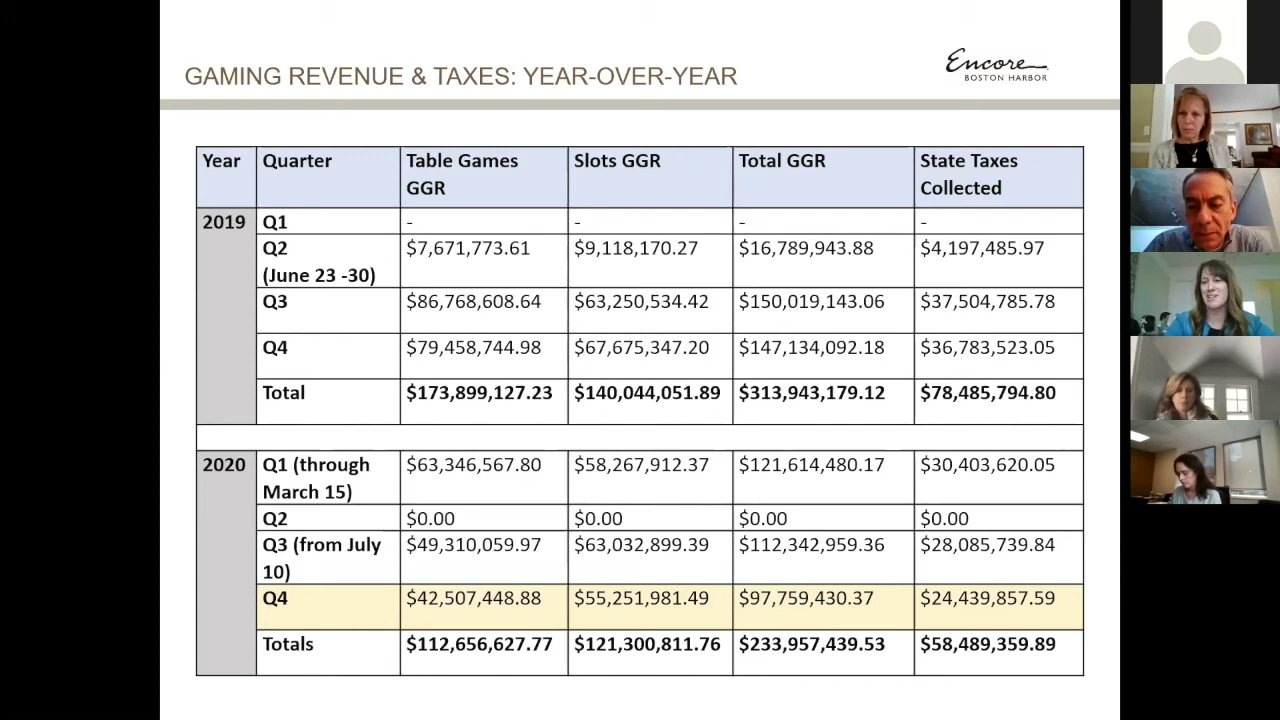 GAMING REVENUE & TAXES: YEAR-OVER-YEAR
Encore
BOSTON HARBOR
Year Quarter Table Games GGR Slots GGR Total GGR State Taxes Collected
2019 Q1 - - - -
Q2 (June 23 -30) $7,671,773.61 $9,118,170.27 $16,789,943.88 $4,197,485.97
Q3 $86,768,608.64 $63,250,534.42 $150,019,143.06 $37,504,785.78
Q4 $79,458,744.98 $67,675,347.20 $147,134,092.18 $36,783,523.05
Total $173,899,127.23 $140,044,051.89 $313,943,179.12 $78,485,794.80
2020 Q1 (through March 15) $63,346,567.80 $58,267,912.37 $121,614,480.17 $30,403,620.05
Q2 $0.00 $0.00 $0.00 $0.00
Q3 (from July 10) $49,310,059.97 $63,032,899.39 $112,342,959.36 $28,085,739.84
Q4 $42,507,448.88 $55,251,981.49 $97,759,430.37 $24,439,857.59
Totals $112,656,627.77 $121,300,811.76 $233,957,439.53 $58,489,359.89